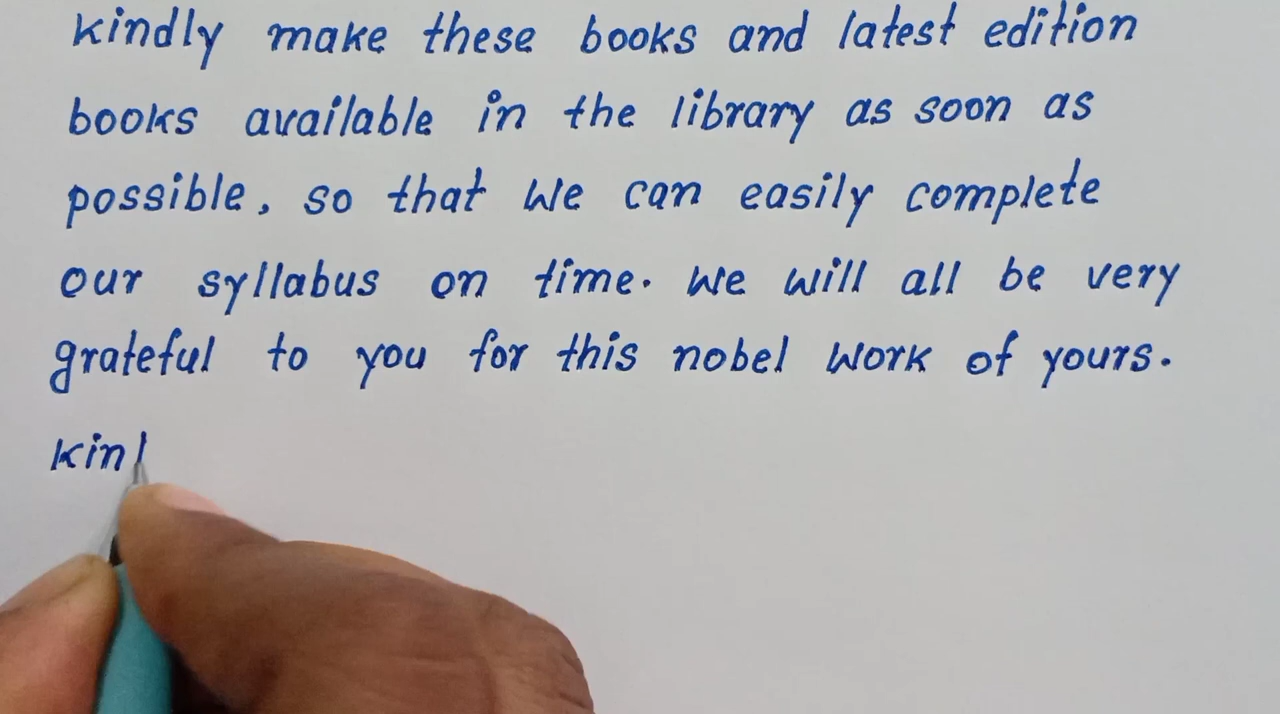 kindly make these books and latest edition
books available in the library as soon as
possible, so that we can easily complete
our syllabus on time. we will all be very
grateful to you for this nobel work of yours.